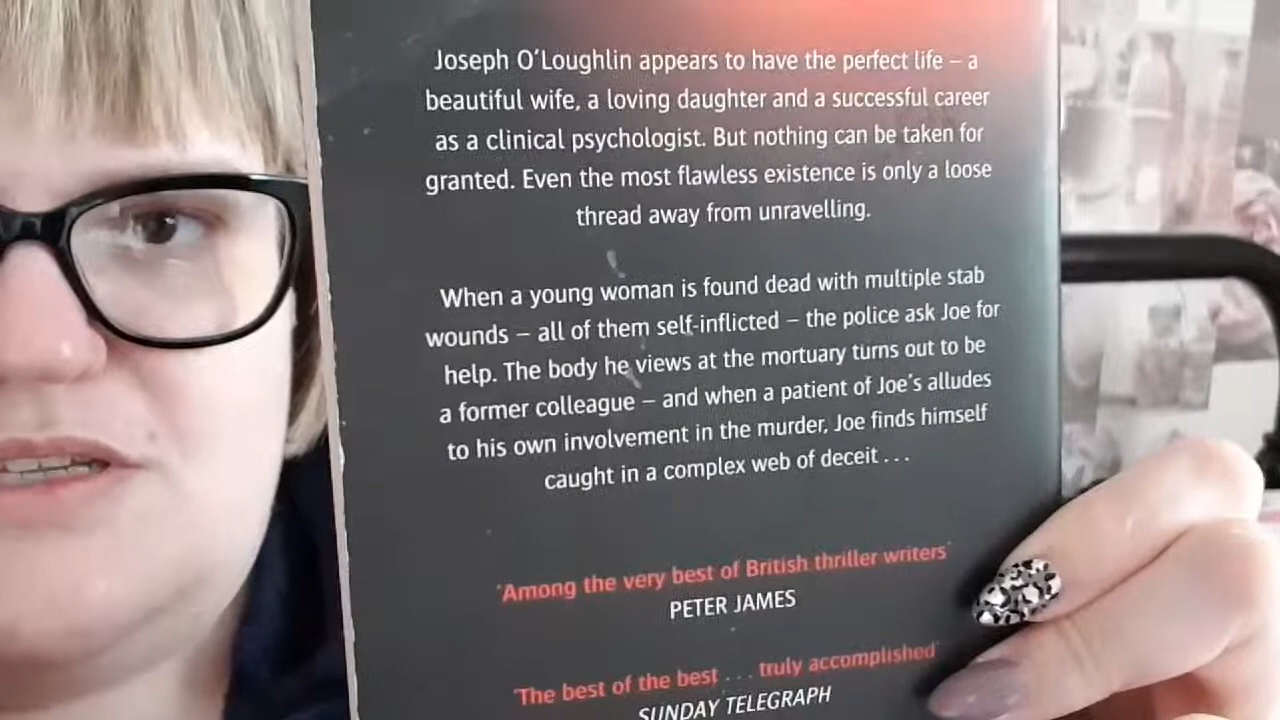 Joseph O'Loughlin appears to have the perfect life – a
beautiful wife, a loving daughter and a successful career
as a clinical psychologist. But nothing can be taken for
granted. Even the most flawless existence is only a loose
thread away from unravelling.
When a young woman is found dead with multiple stab
wounds – all of them self-inflicted – the police ask Joe for
help. The body he views at the mortuary turns out to be
a former colleague – and when a patient of Joe's alludes
to his own involvement in the murder, Joe finds himself
caught in a complex web of deceit . . .
'Among the very best of British thriller writers'
PETER JAMES
'The best of the best . . . truly accomplished'
SUNDAY TELEGRAPH